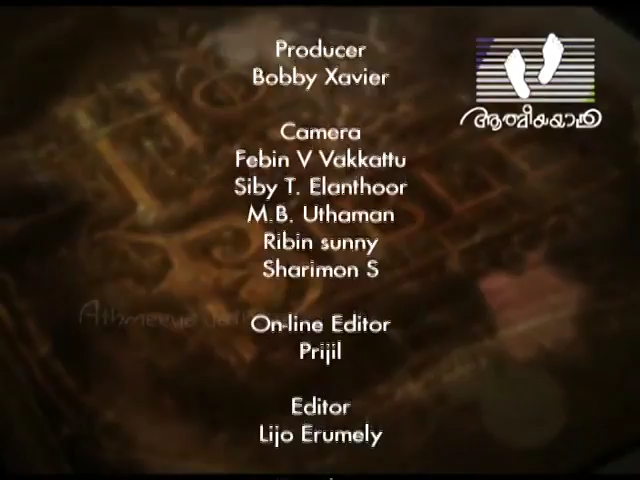 Producer
Bobby Xavier
ആത്മീയയാത്ര
Camera
Febin V Vakkattu
Siby T. Elanthoor
M.B. Uthaman
Ribin sunny
Sharimon S
Athmeeya
On-line Editor
Prijil
Editor
Lijo Erumely